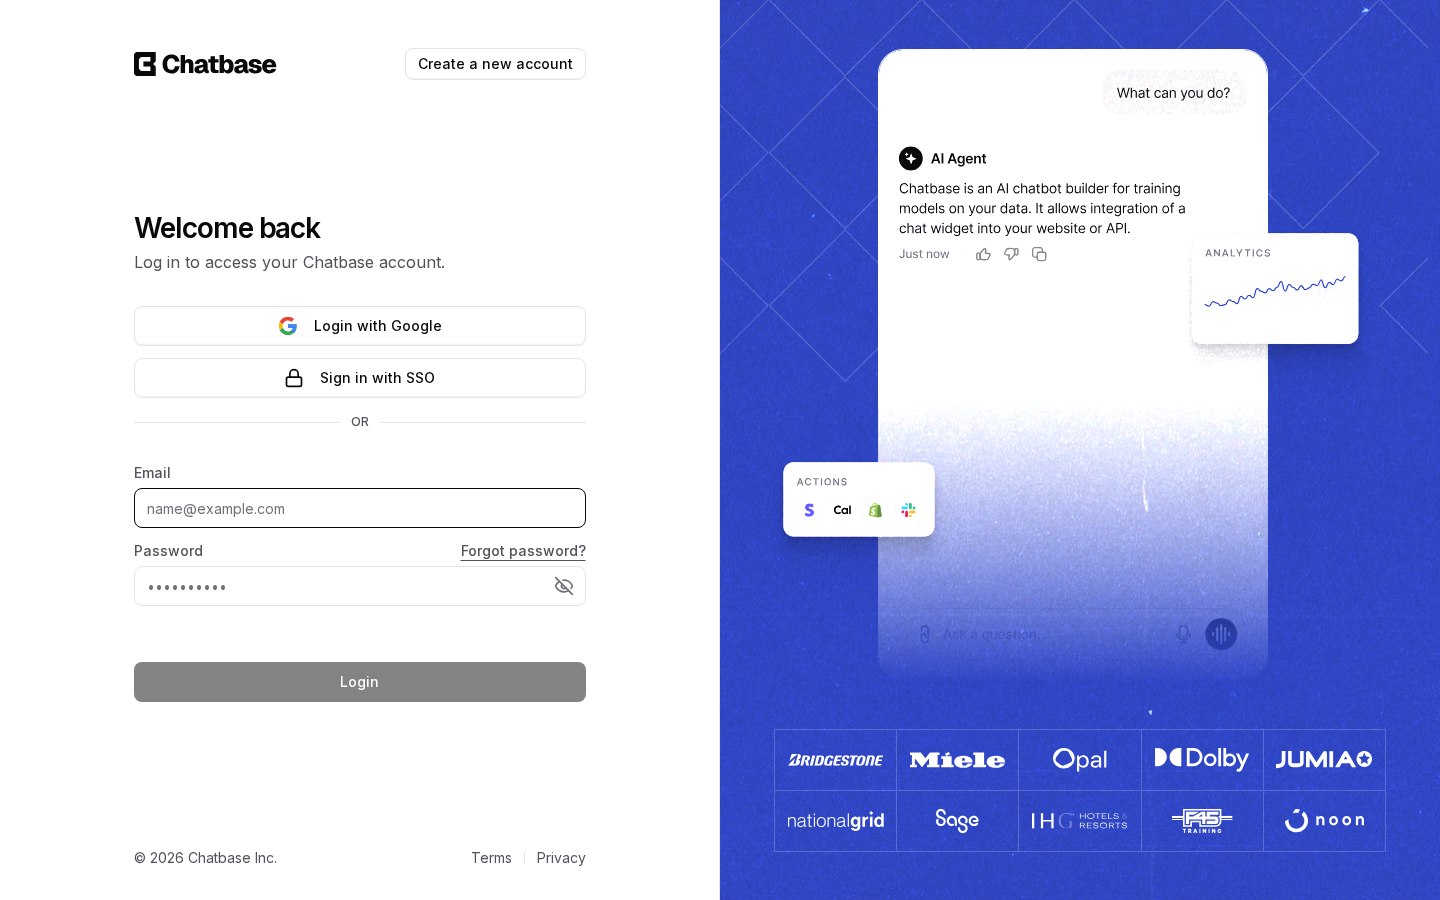 Chatbase
Create a new account
Welcome back
Log in to access your Chatbase account.
Login with Google
Sign in with SSO
OR
Email
name@example.com
Password
Forgot password?
Login
© 2026 Chatbase Inc.
Terms
Privacy
What can you do?
AI Agent
Chatbase is an AI chatbot builder for training
models on your data. It allows integration of a
chat widget into your website or API.
Just now
ANALYTICS
ACTIONS
S
Cal
Ask a question...
BRIDGESTONE
Miele
Opal
Dolby
JUMIA
nationalgrid
Sage
IHG HOTELS &
RESORTS
F45
TRAINING
noon